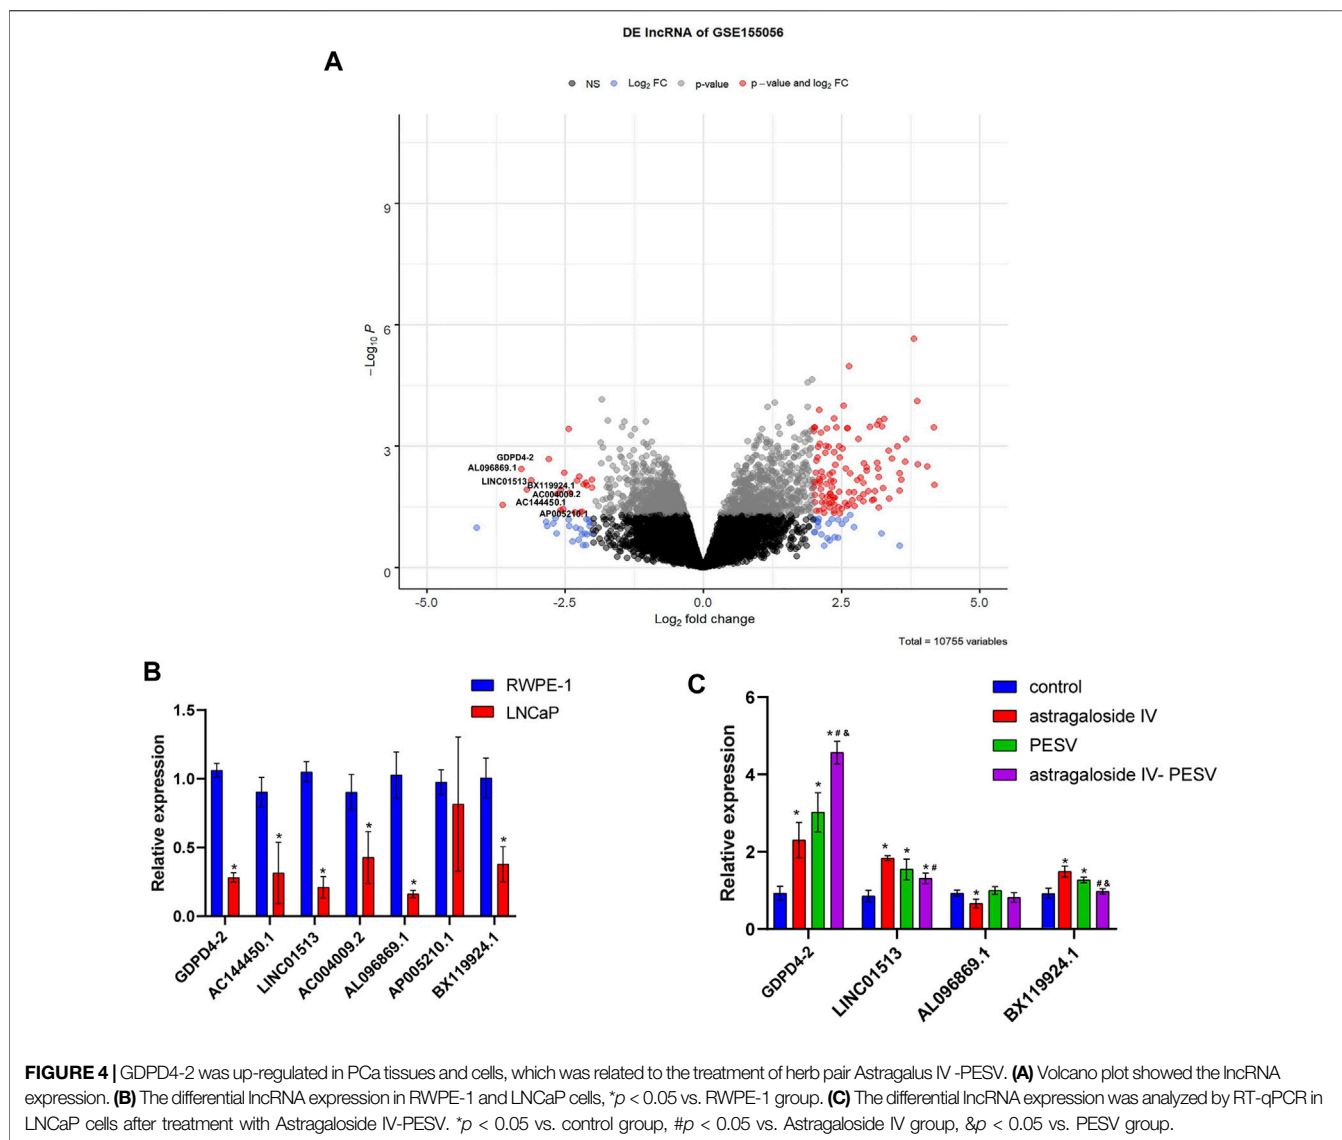 DE lncRNA of GSE155056
A
NS Log2 FC p-value p – value and log2 FC
– Log10 P
9
6
3
0
GDPD4-2
AL096869.1
LINC01513
BX119924.1
AC004009.2
AC144450.1
AP005210.1
-5.0 -2.5 0.0 2.5 5.0
Log2 fold change
Total = 10755 variables
B
RWPE-1
LNCaP
Relative expression
1.5
1.0
0.5
0.0
* * * * * *
GDPD4-2 AC144450.1 LINC01513 AC004009.2 AL096869.1 AP005210.1 BX119924.1
C
control
astragaloside IV
PESV
astragaloside IV- PESV
Relative expression
6
4
2
0
* * * # &
* * * #
*
* * # &
GDPD4-2 LINC01513 AL096869.1 BX119924.1
FIGURE 4 | GDPD4-2 was up-regulated in PCa tissues and cells, which was related to the treatment of herb pair Astragalus IV -PESV. (A) Volcano plot showed the lncRNA
expression. (B) The differential lncRNA expression in RWPE-1 and LNCaP cells, *p < 0.05 vs. RWPE-1 group. (C) The differential lncRNA expression was analyzed by RT-qPCR in
LNCaP cells after treatment with Astragaloside IV-PESV. *p < 0.05 vs. control group, #p < 0.05 vs. Astragaloside IV group, &p < 0.05 vs. PESV group.